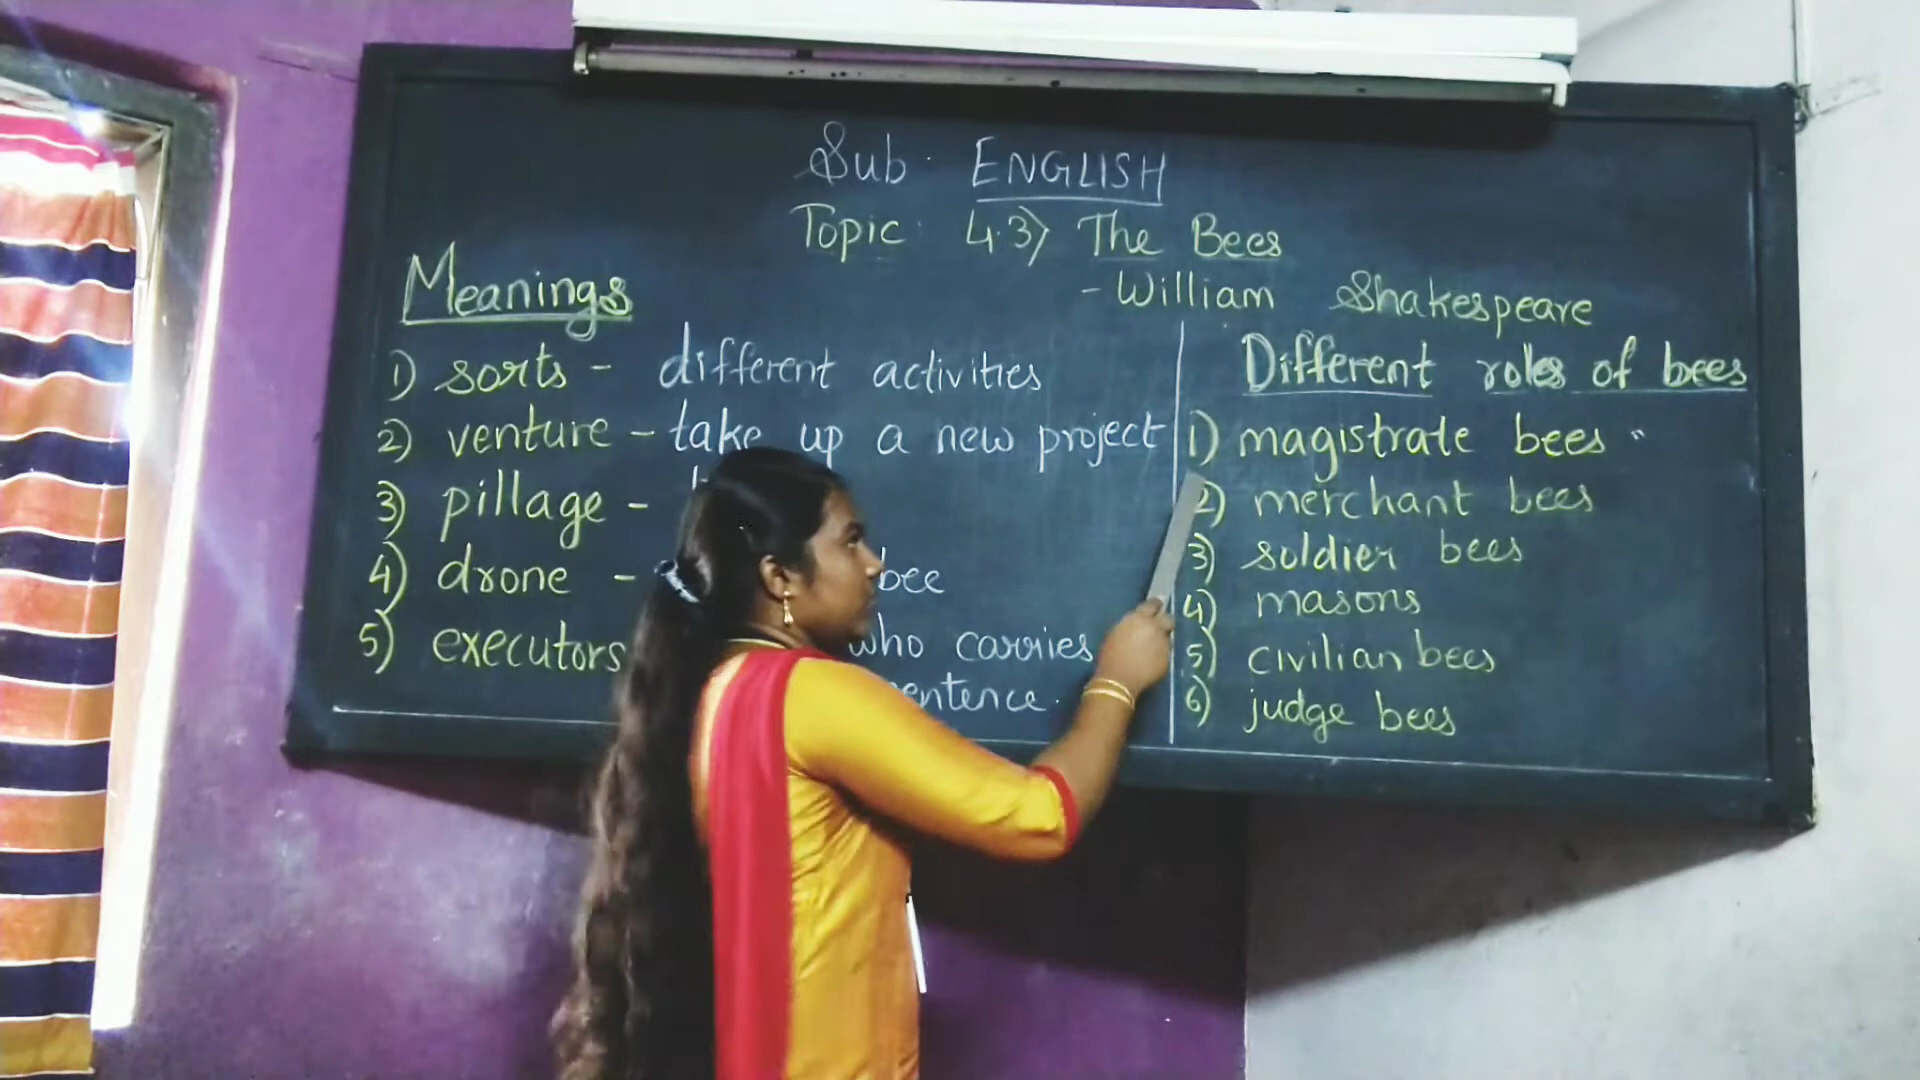 Sub. ENGLISH
Topic 4.3) The Bees
- William Shakespeare
Meanings
1) sorts - different activities
2) venture - take up a new project
3) pillage -
4) drone - bee
5) executors who carries
sentence.
Different roles of bees
1) magistrate bees
2) merchant bees
3) soldier bees
4) masons
5) civilian bees
6) judge bees